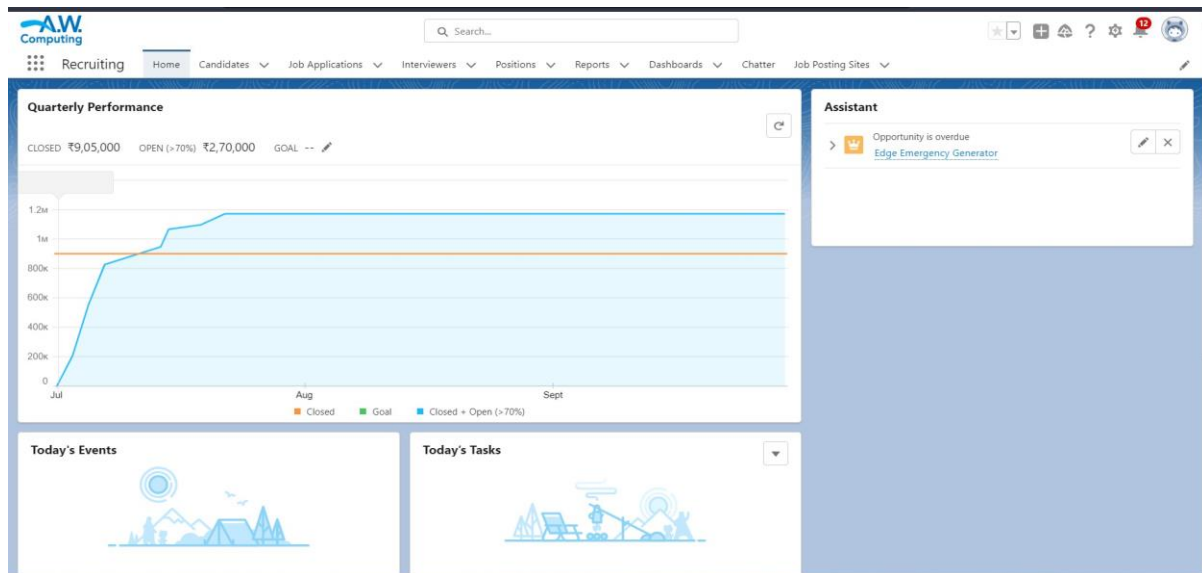 A.W.
Computing
Search...
12
Recruiting Home Candidates Job Applications Interviewers Positions Reports Dashboards Chatter Job Posting Sites
Quarterly Performance
CLOSED ₹9,05,000 OPEN (>70%) ₹2,70,000 GOAL --
1.2M
1M
800K
600K
400K
200K
0
Jul Aug Sept
Closed Goal Closed + Open (>70%)
Assistant
Opportunity is overdue
Edge Emergency Generator
Today's Events
Today's Tasks